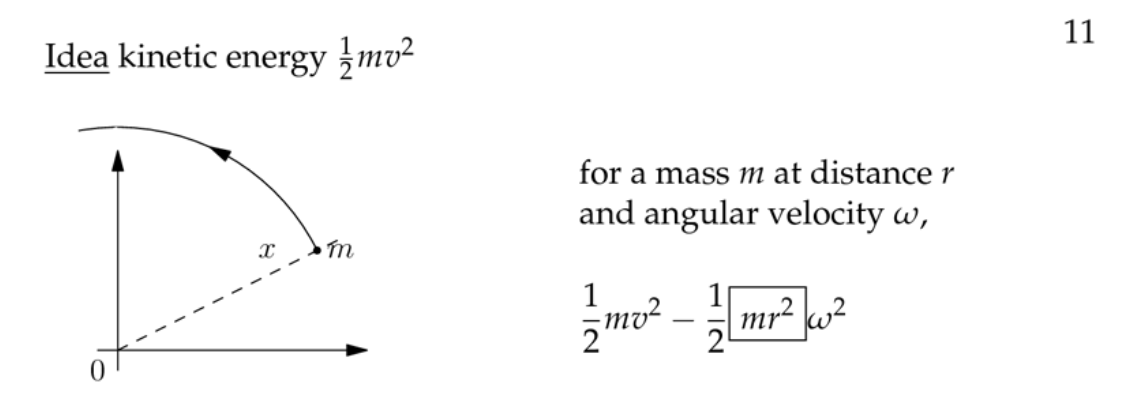 11
Idea kinetic energy ½mv²
for a mass m at distance r
and angular velocity ω,
x
m
½mv² − ½ mr² ω²
0